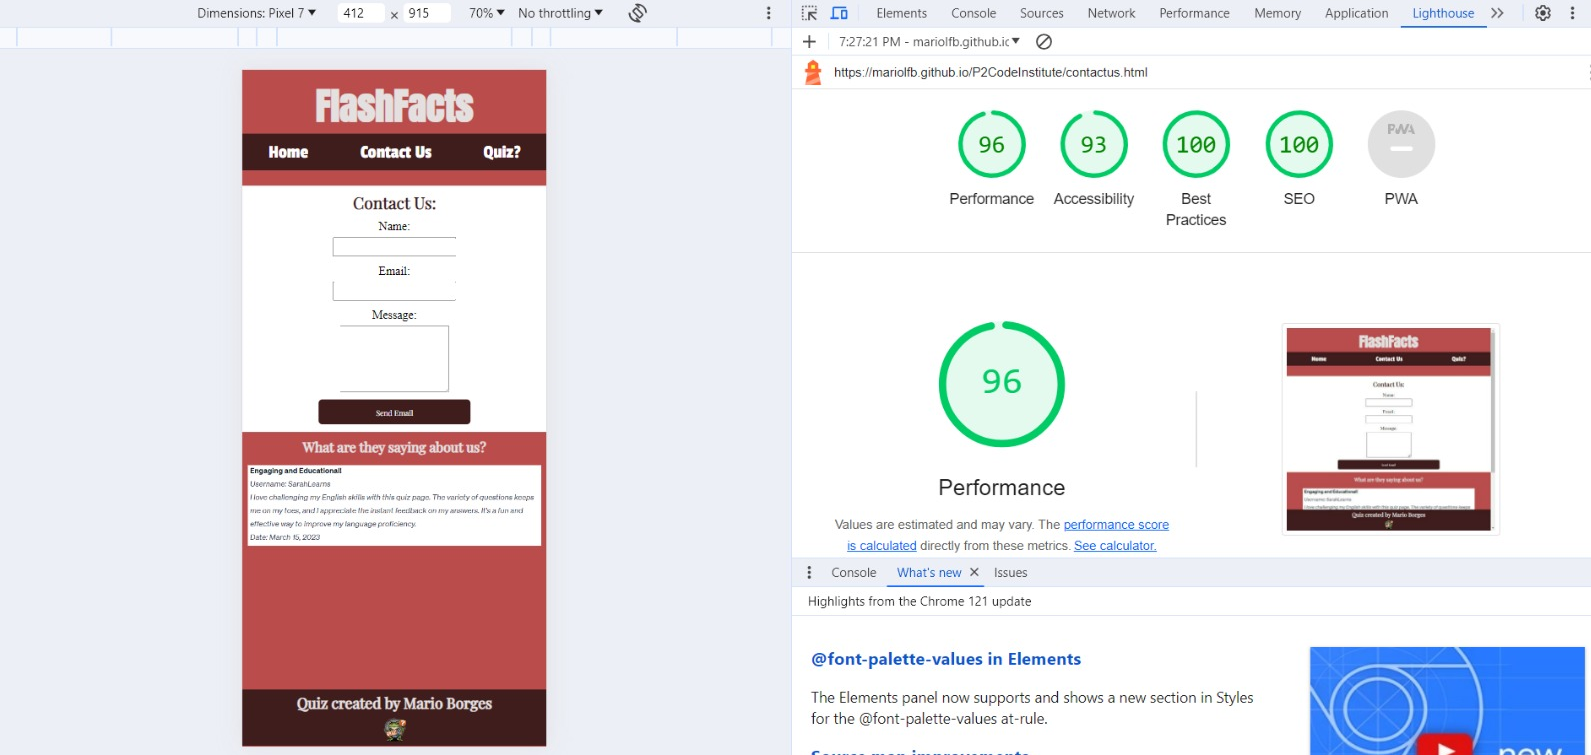 Dimensions: Pixel 7 ▼ 412 x 915 70% ▼ No throttling ▼
FlashFacts
Home Contact Us Quiz?
Contact Us:
Name:
Email:
Message:
Send Email
What are they saying about us?
Engaging and Educational!
Username: SarahLearns
I love challenging my English skills with this quiz page. The variety of questions keeps
me on my toes, and I appreciate the instant feedback on my answers. It's a fun and
effective way to improve my language proficiency.
Date: March 15, 2023
Quiz created by Mario Borges
Elements Console Sources Network Performance Memory Application Lighthouse
7:27:21 PM - mariolfb.github.ic ▼
https://mariolfb.github.io/P2CodeInstitute/contactus.html
96 93 100 100 PWA
Performance Accessibility Best Practices SEO PWA
96
Performance
Values are estimated and may vary. The performance score
is calculated directly from these metrics. See calculator.
FlashFacts
Home Contact Us Quiz?
Contact Us:
Name:
Email:
Message:
Send Email
What are they saying about us?
Engaging and Educational!
Username: SarahLearns
Quiz created by Mario Borges
Console What's new Issues
Highlights from the Chrome 121 update
@font-palette-values in Elements
The Elements panel now supports and shows a new section in Styles
for the @font-palette-values at-rule.
Source map improvements
new